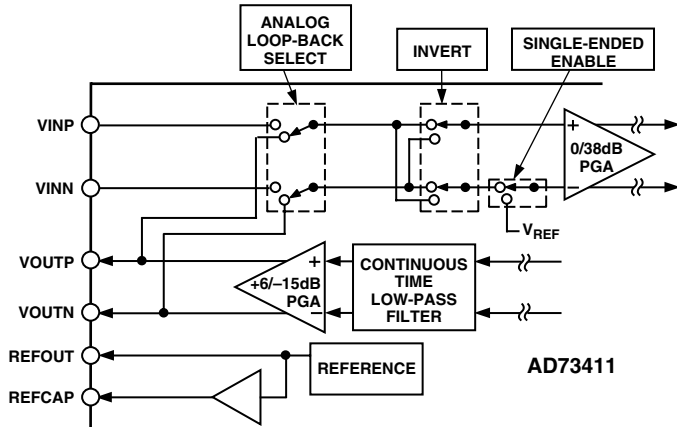 ANALOG
LOOP-BACK
SELECT
INVERT
SINGLE-ENDED
ENABLE
VINP
+
0/38dB
PGA
VINN
–
VREF
VOUTP
+
+6/–15dB
PGA
CONTINUOUS
TIME
LOW-PASS
FILTER
VOUTN
–
REFOUT
REFERENCE
AD73411
REFCAP